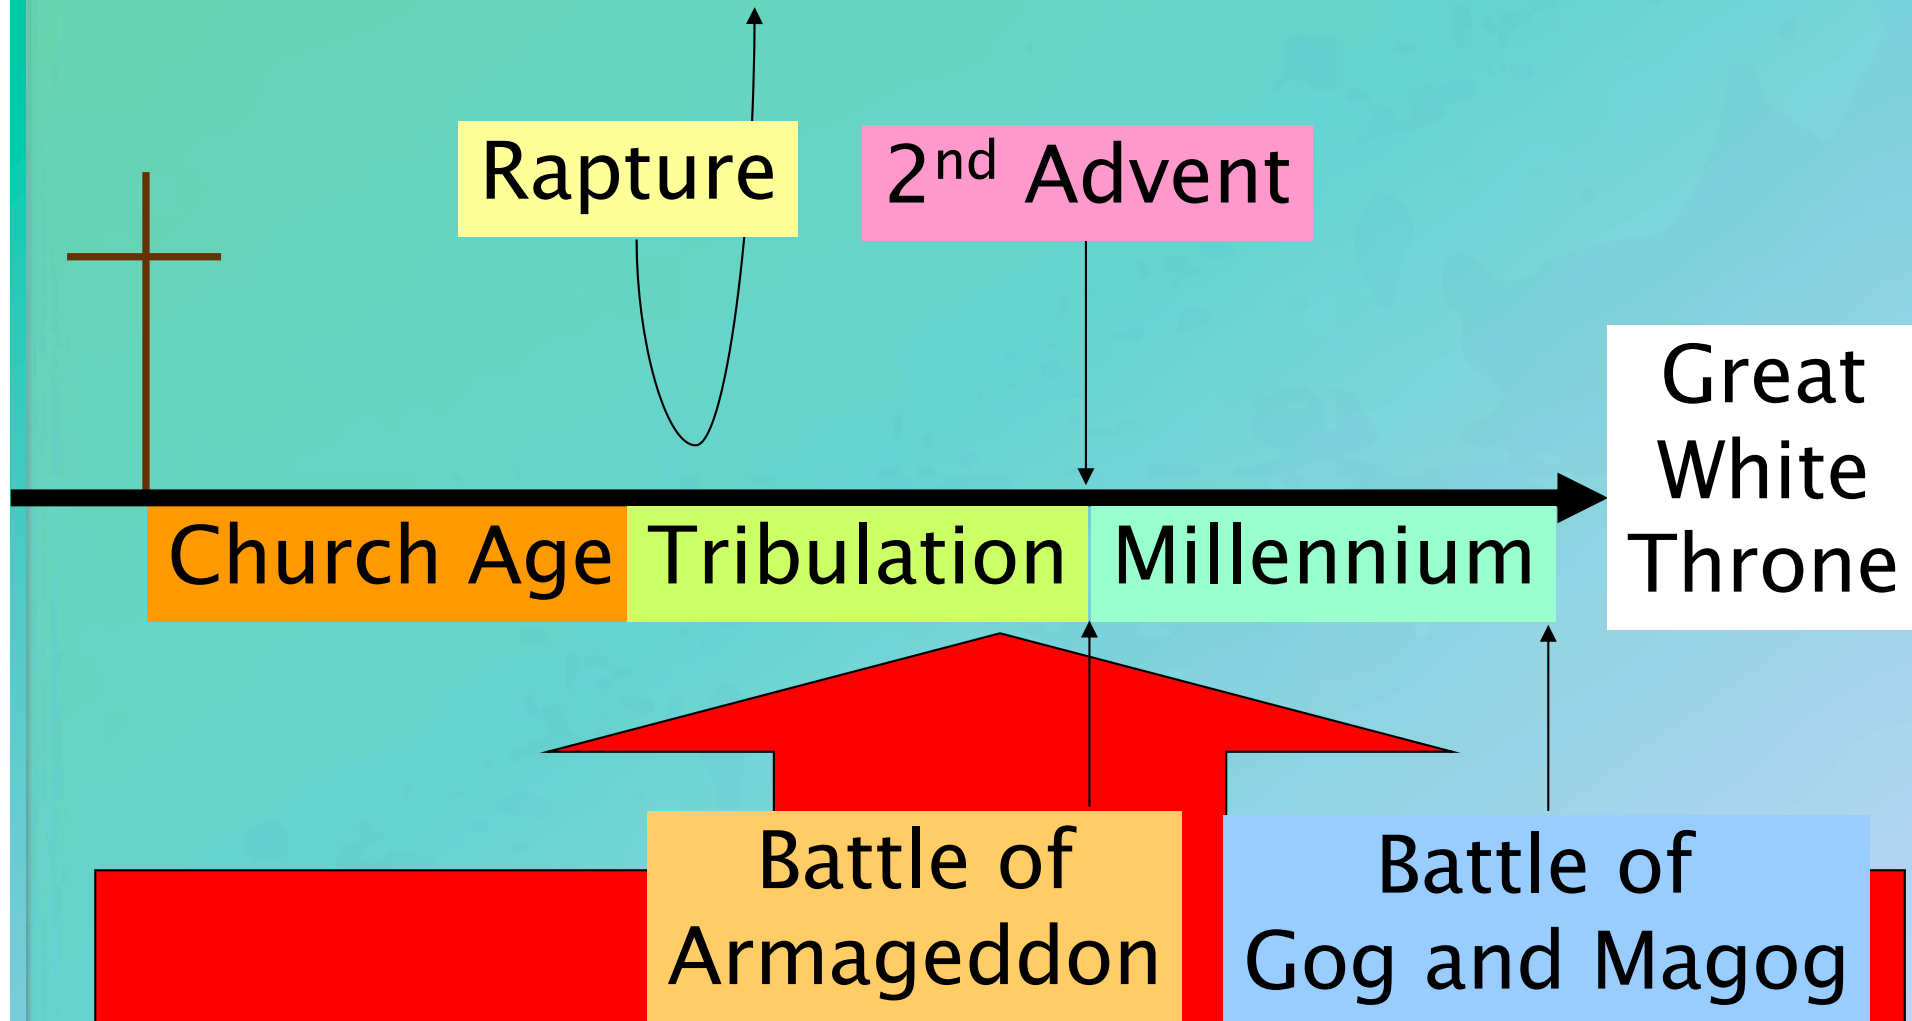 Rapture
2nd Advent
Great
White
Throne
Church Age
Tribulation
Millennium
Battle of
Armageddon
Battle of
Gog and Magog